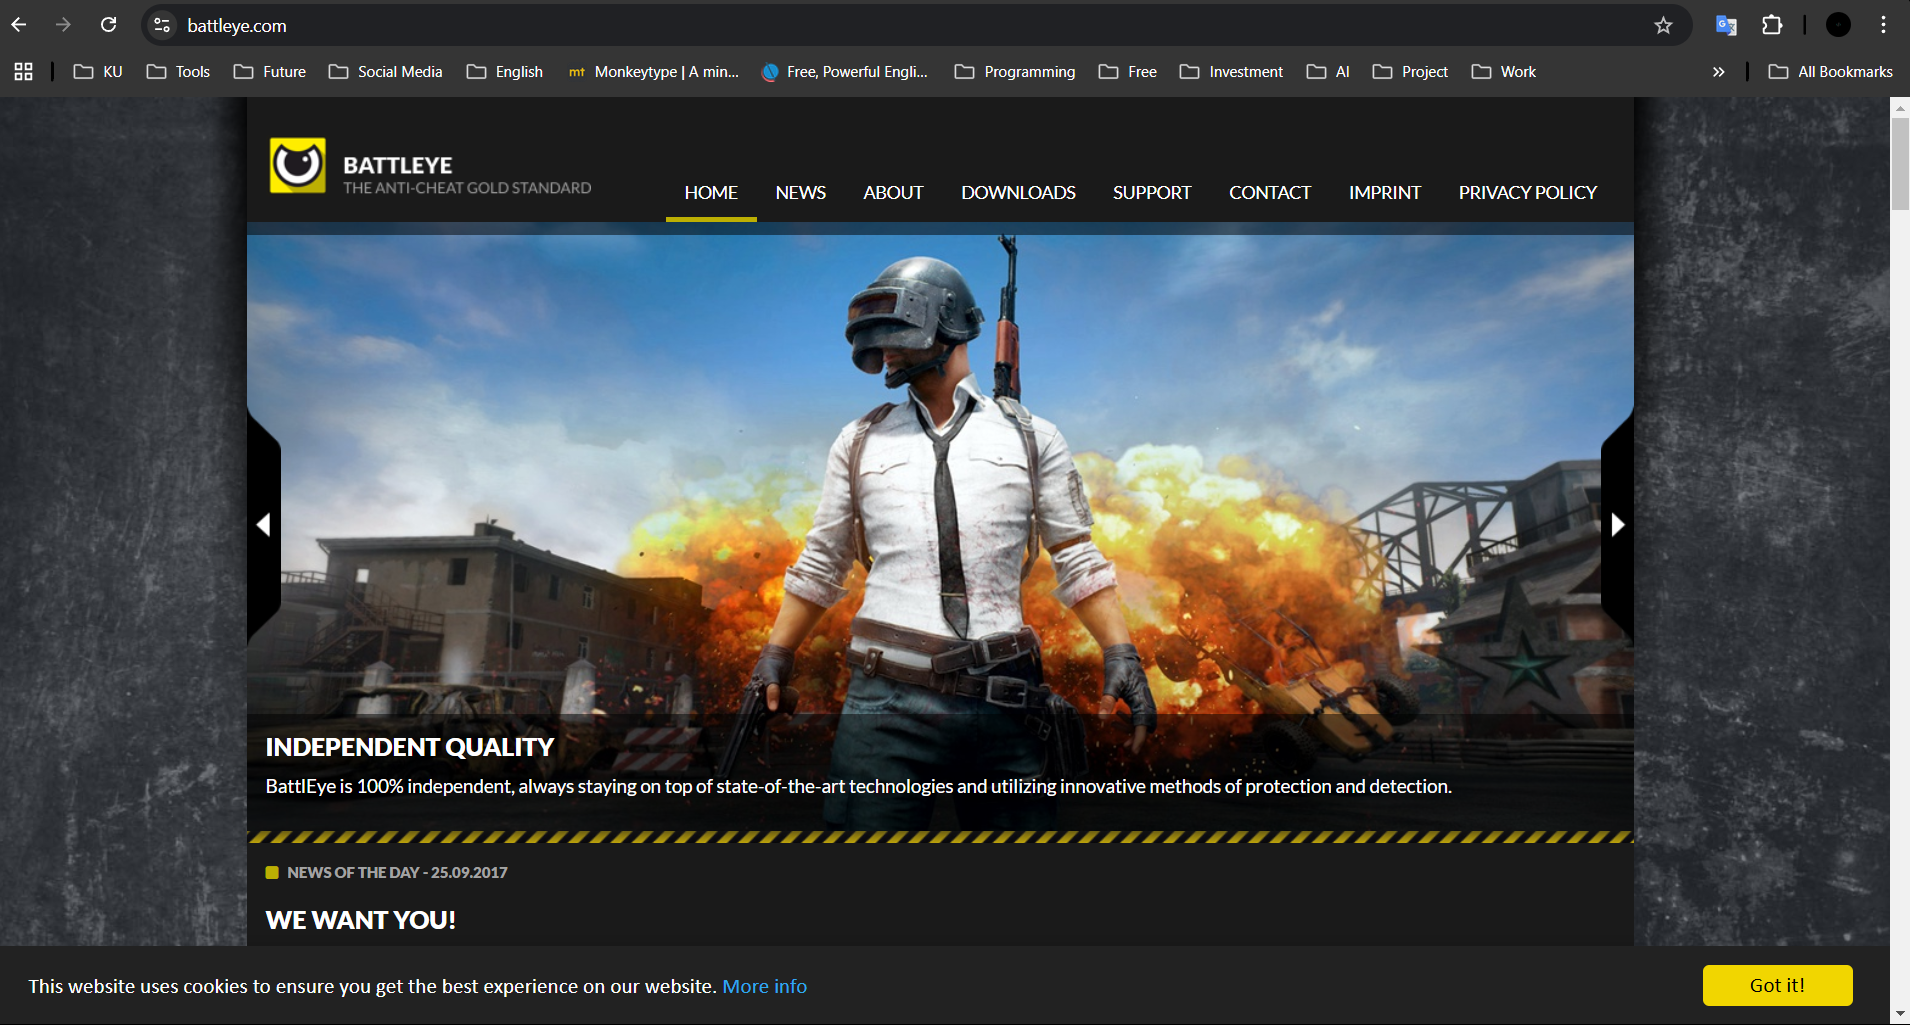 battleye.com
KU
Tools
Future
Social Media
English
mt Monkeytype | A min...
Free, Powerful Engli...
Programming
Free
Investment
AI
Project
Work
All Bookmarks
BATTLEYE
THE ANTI-CHEAT GOLD STANDARD
HOME
NEWS
ABOUT
DOWNLOADS
SUPPORT
CONTACT
IMPRINT
PRIVACY POLICY
INDEPENDENT QUALITY
BattlEye is 100% independent, always staying on top of state-of-the-art technologies and utilizing innovative methods of protection and detection.
NEWS OF THE DAY - 25.09.2017
WE WANT YOU!
This website uses cookies to ensure you get the best experience on our website. More info
Got it!